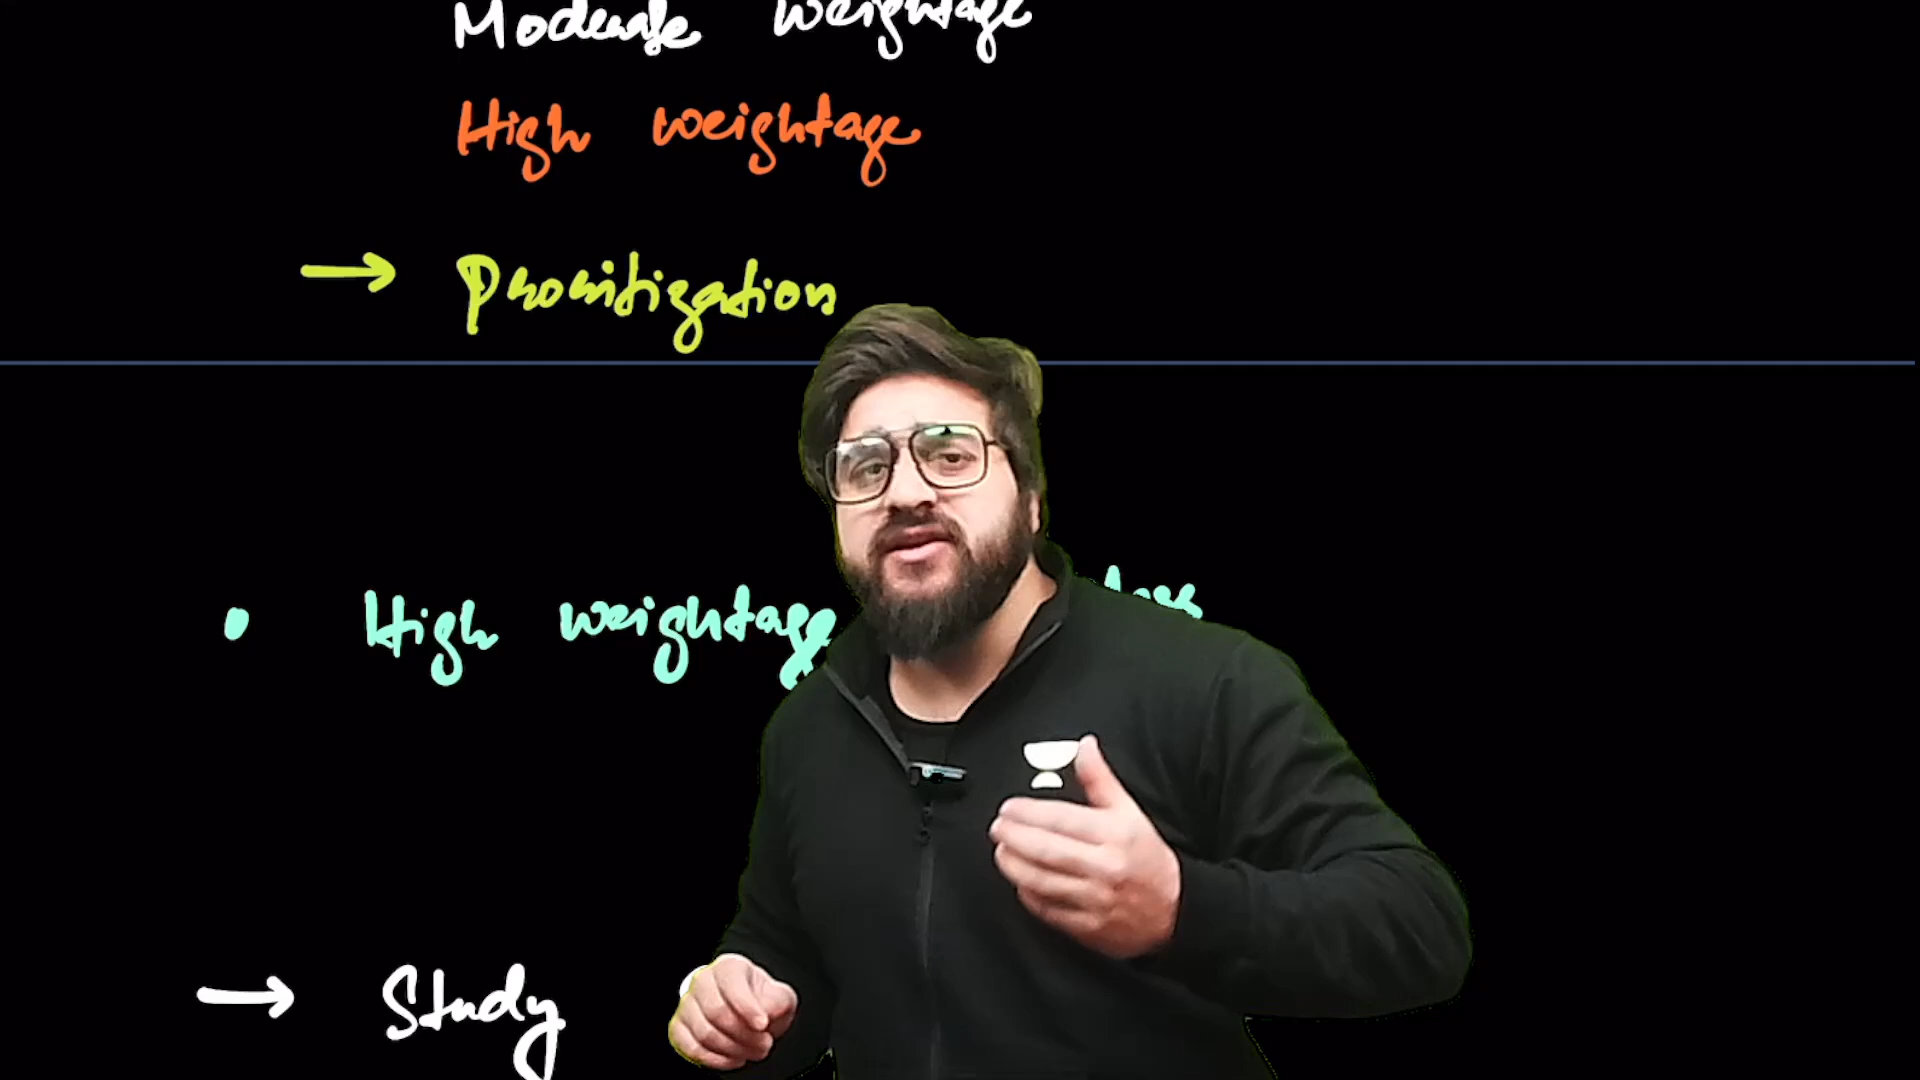 Moderate Weightage
High weightage
→ Prioritization
• High weightage
→ Study